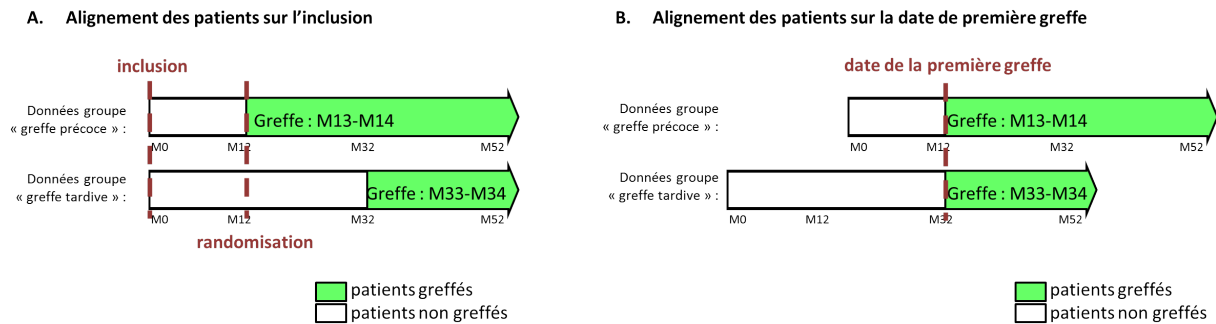 A. Alignement des patients sur l'inclusion
inclusion
Données groupe
« greffe précoce » :
Greffe : M13-M14
M0 M12 M32 M52
Données groupe
« greffe tardive » :
Greffe : M33-M34
M0 M12 M32 M52
randomisation
patients greffés
patients non greffés
B. Alignement des patients sur la date de première greffe
date de la première greffe
Données groupe
« greffe précoce » :
Greffe : M13-M14
M0 M12 M32 M52
Données groupe
« greffe tardive » :
Greffe : M33-M34
M0 M12 M32 M52
patients greffés
patients non greffés